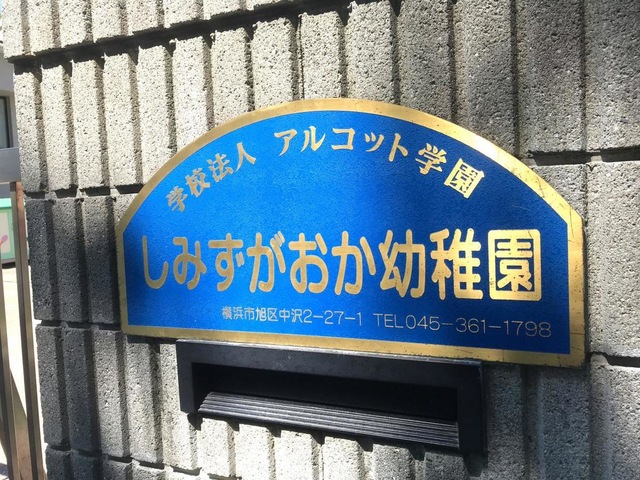 学校法人 アルコット学園
しみずがおか幼稚園
横浜市旭区中沢2-27-1 TEL045-361-1798